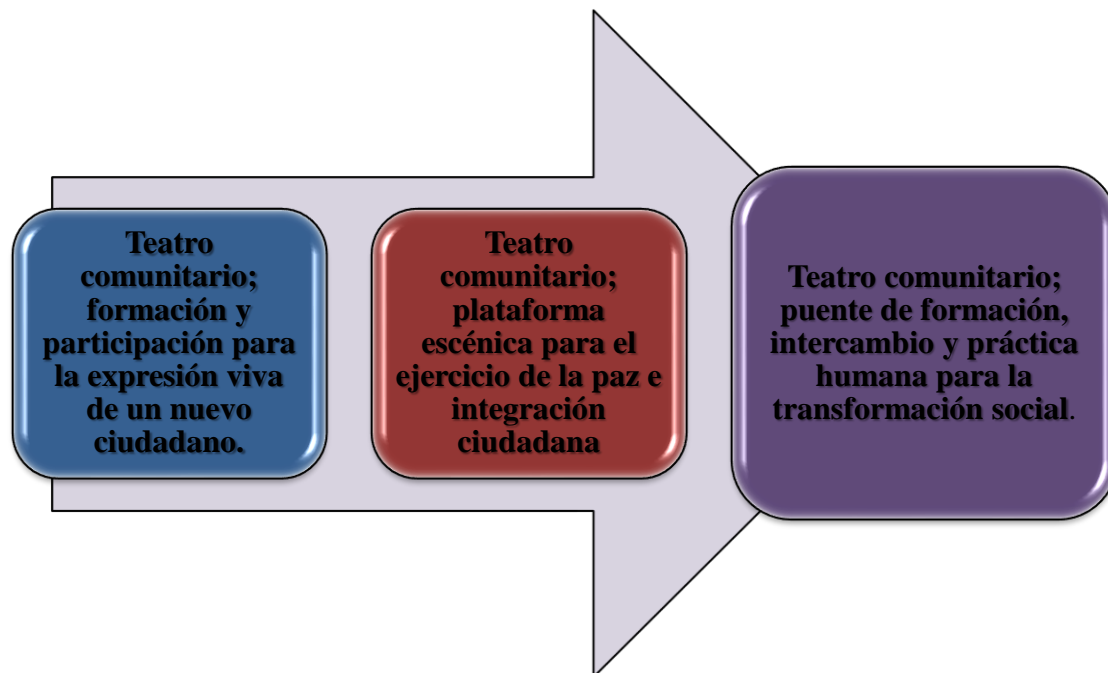 Teatro
comunitario;
formación y
participación para
la expresión viva
de un nuevo
ciudadano.
Teatro
comunitario;
plataforma
escénica para el
ejercicio de la paz e
integración
ciudadana
Teatro comunitario;
puente de formación,
intercambio y práctica
humana para la
transformación social.